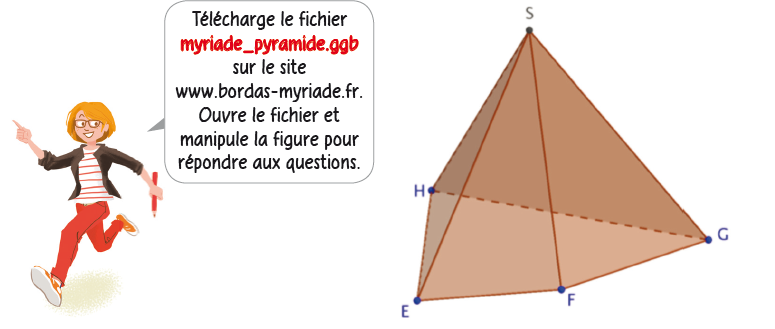 Télécharge le fichier
myriade_pyramide.ggb
sur le site
www.bordas-myriade.fr.
Ouvre le fichier et
manipule la figure pour
répondre aux questions.
S
H
G
F
E